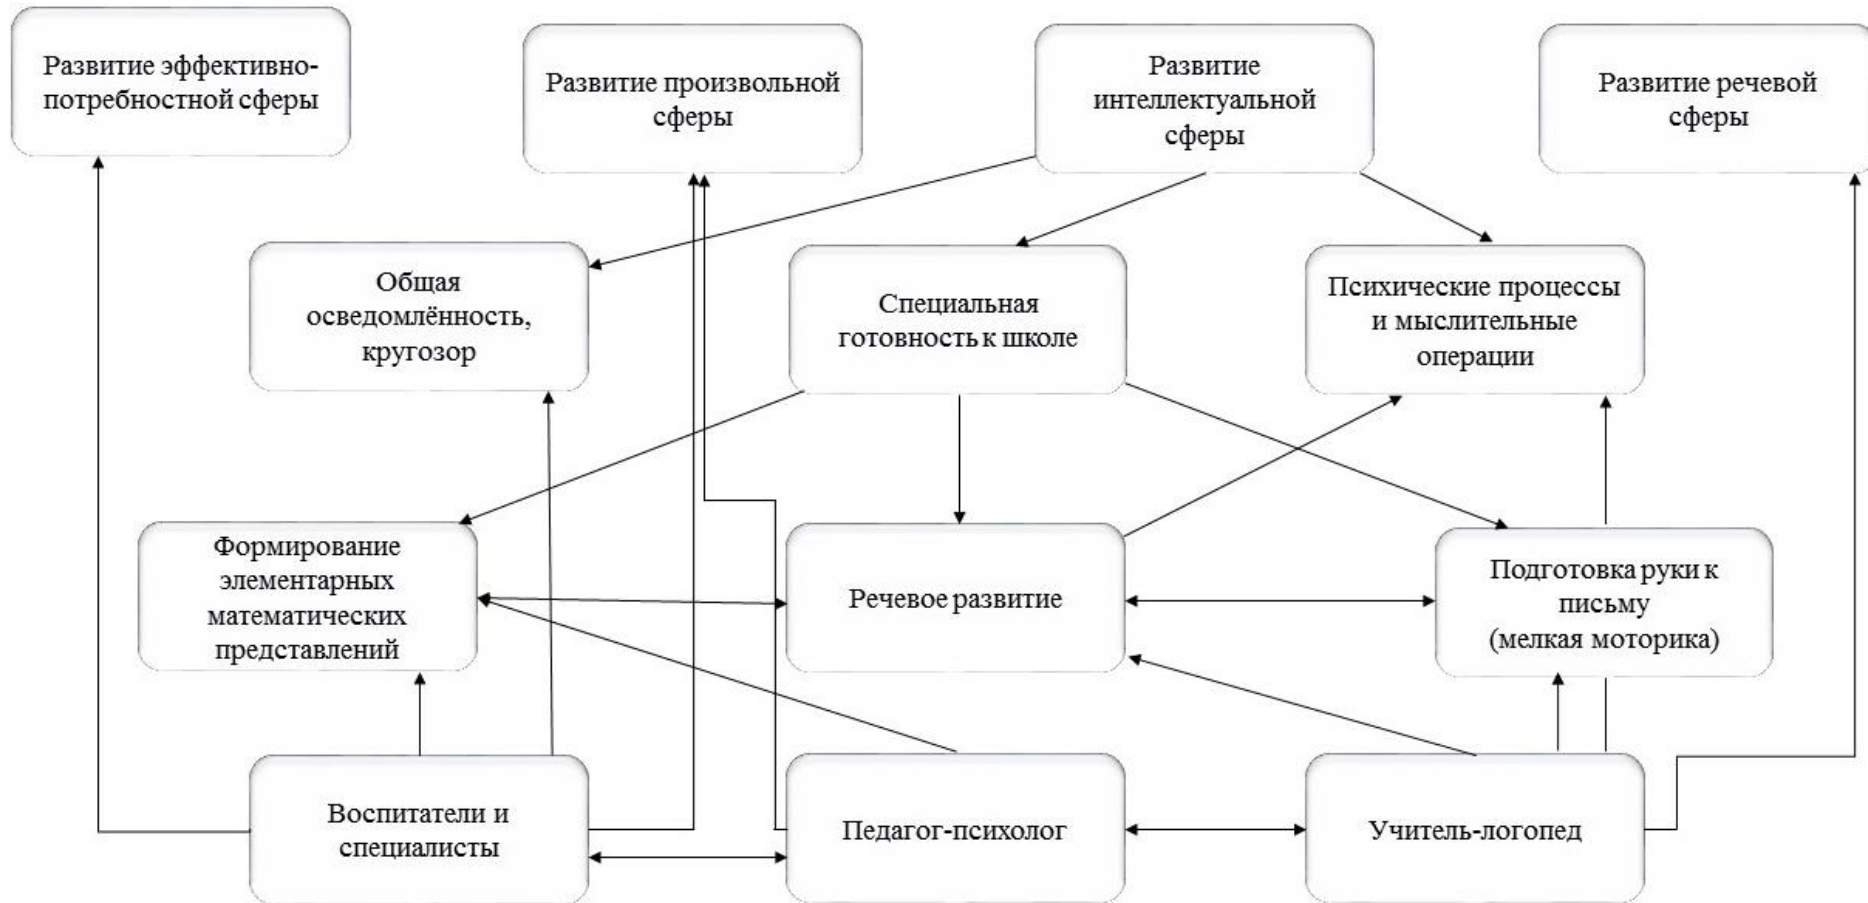 Развитие эффективно-
потребностной сферы
Развитие произвольной
сферы
Развитие
интеллектуальной
сферы
Развитие речевой
сферы
Общая
осведомлённость,
кругозор
Специальная
готовность к школе
Психические процессы
и мыслительные
операции
Формирование
элементарных
математических
представлений
Речевое развитие
Подготовка руки к
письму
(мелкая моторика)
Воспитатели и
специалисты
Педагог-психолог
Учитель-логопед